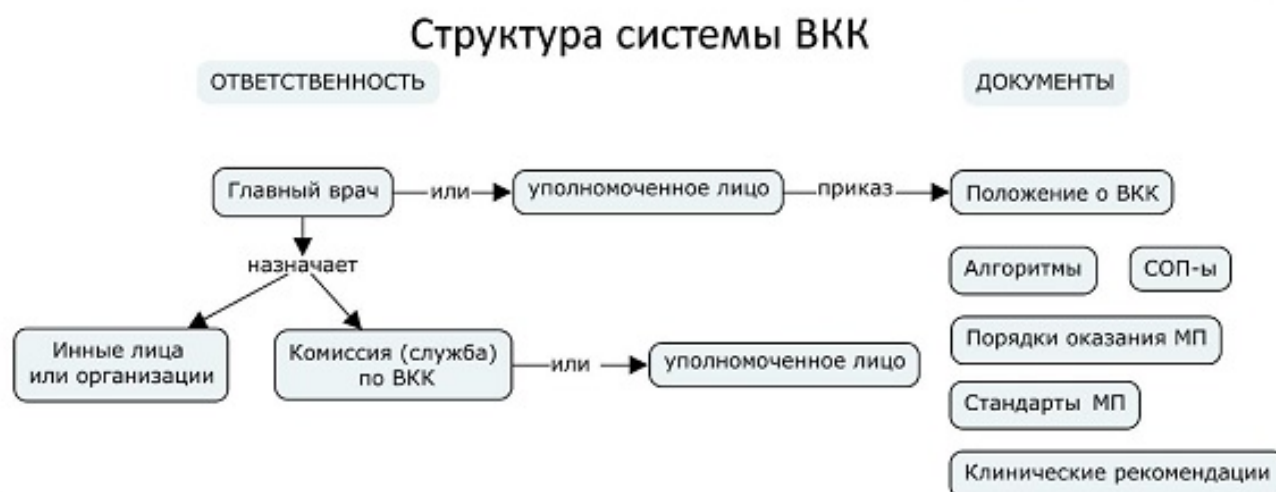 Структура системы ВКК
ОТВЕТСТВЕННОСТЬ
ДОКУМЕНТЫ
Главный врач
или
уполномоченное лицо
приказ
Положение о ВКК
назначает
Алгоритмы
СОП-ы
Инные лица
или организации
Комиссия (служба)
по ВКК
или
уполномоченное лицо
Порядки оказания МП
Стандарты МП
Клинические рекомендации